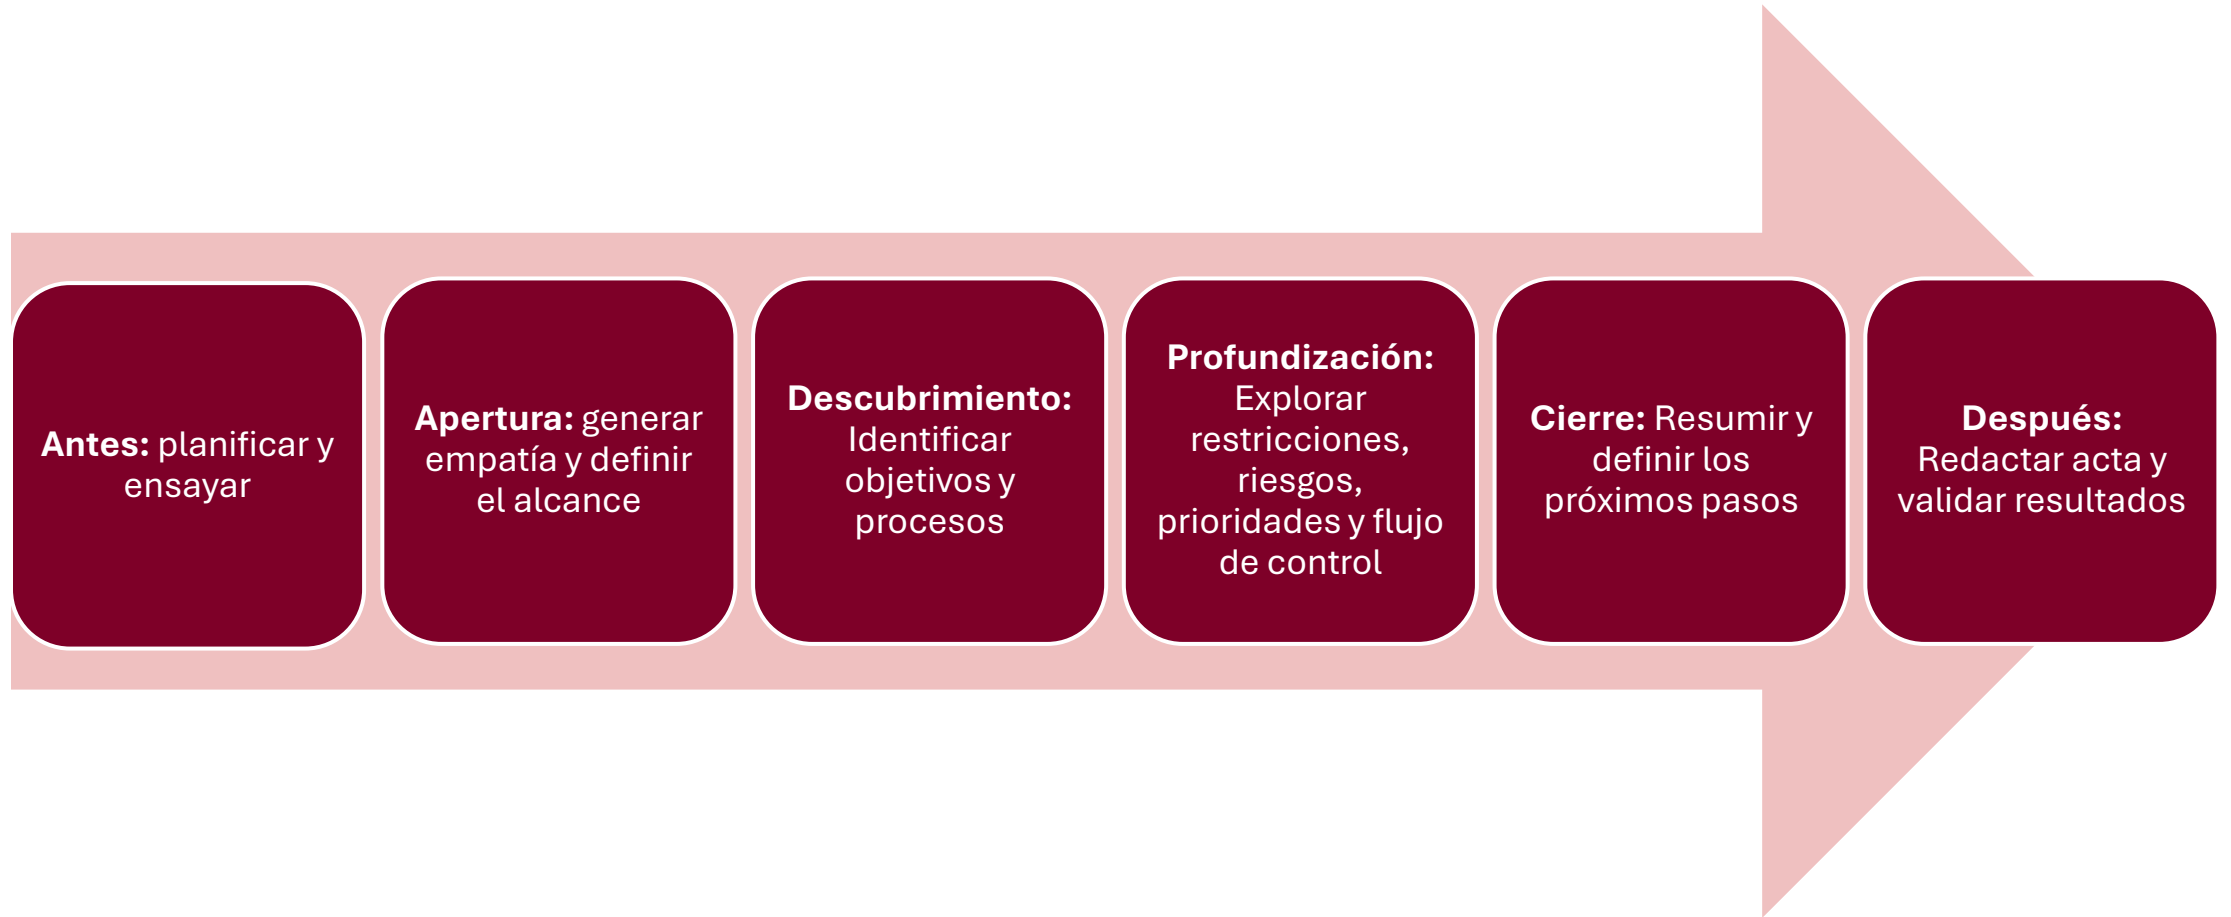 Antes: planificar y
ensayar
Apertura: generar
empatía y definir
el alcance
Descubrimiento:
Identificar
objetivos y
procesos
Profundización:
Explorar
restricciones,
riesgos,
prioridades y flujo
de control
Cierre: Resumir y
definir los
próximos pasos
Después:
Redactar acta y
validar resultados